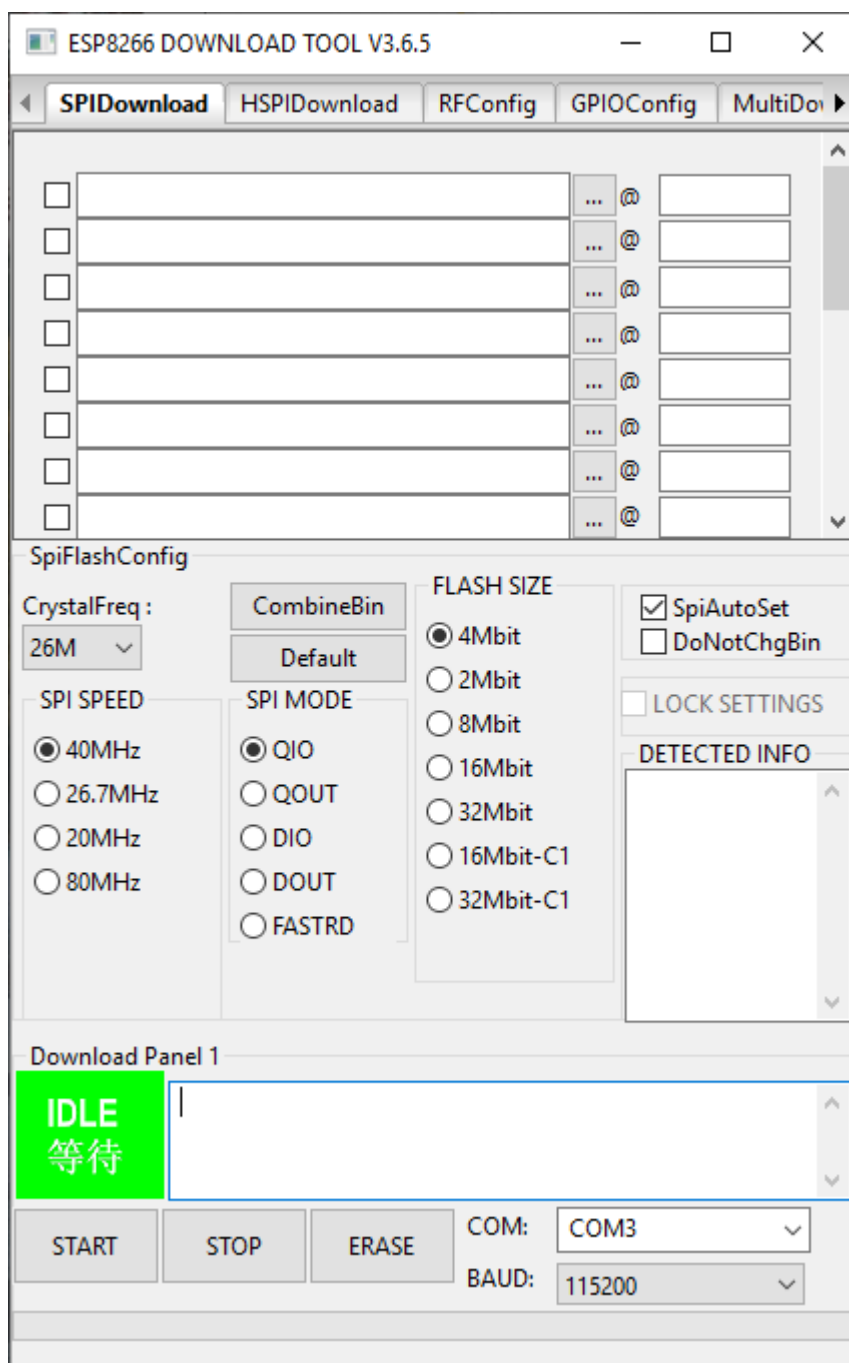 ESP8266 DOWNLOAD TOOL V3.6.5
SPIDownload HSPIDownload RFConfig GPIOConfig MultiDov
... @
... @
... @
... @
... @
... @
... @
... @
SpiFlashConfig
CrystalFreq :
26M
CombineBin
Default
SPI SPEED
40MHz
26.7MHz
20MHz
80MHz
SPI MODE
QIO
QOUT
DIO
DOUT
FASTRD
FLASH SIZE
4Mbit
2Mbit
8Mbit
16Mbit
32Mbit
16Mbit-C1
32Mbit-C1
SpiAutoSet
DoNotChgBin
LOCK SETTINGS
DETECTED INFO
Download Panel 1
IDLE
等待
START STOP ERASE
COM: COM3
BAUD: 115200